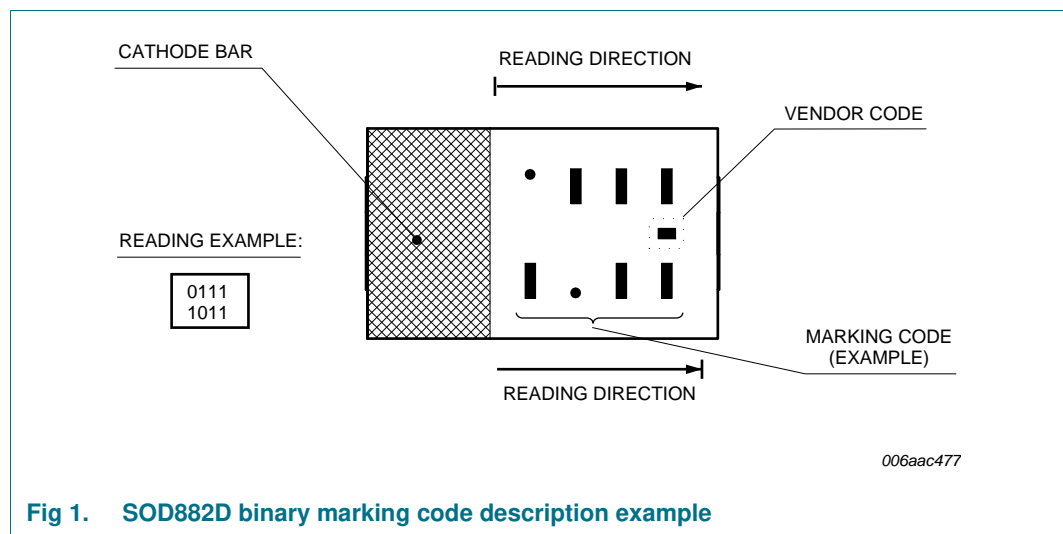 CATHODE BAR
READING DIRECTION
VENDOR CODE
READING EXAMPLE:
0111
1011
MARKING CODE
(EXAMPLE)
READING DIRECTION
006aac477
Fig 1. SOD882D binary marking code description example